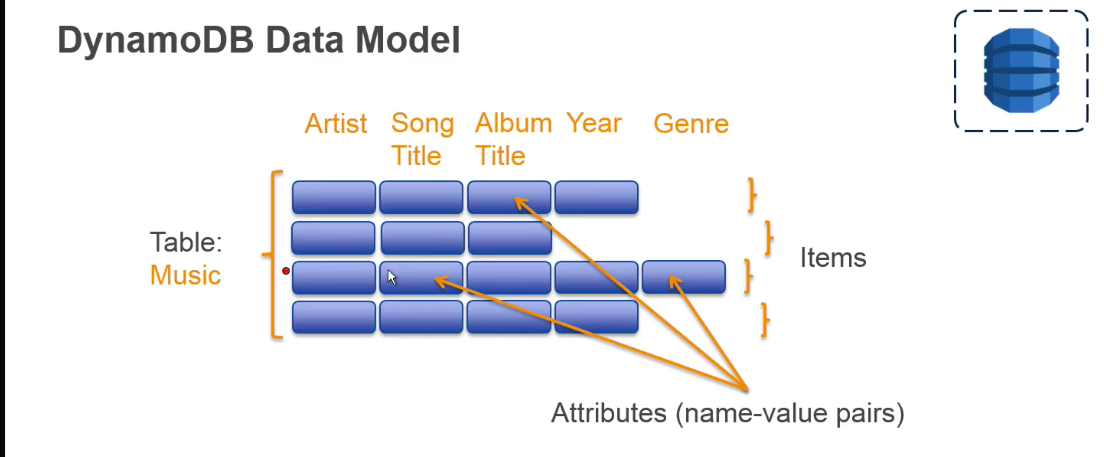 DynamoDB Data Model
Artist Song Album Year Genre
Title Title
Table:
Music
Items
Attributes (name-value pairs)